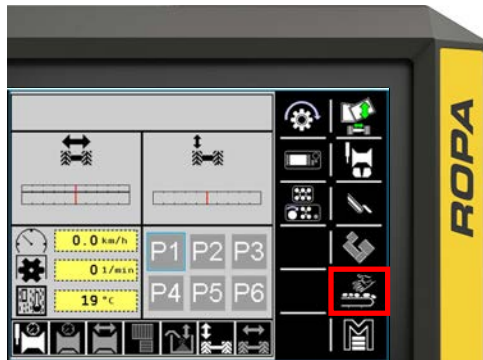 ROPA
0.0 km/h
0 1/min
19 °C
P1 P2 P3
P4 P5 P6
M